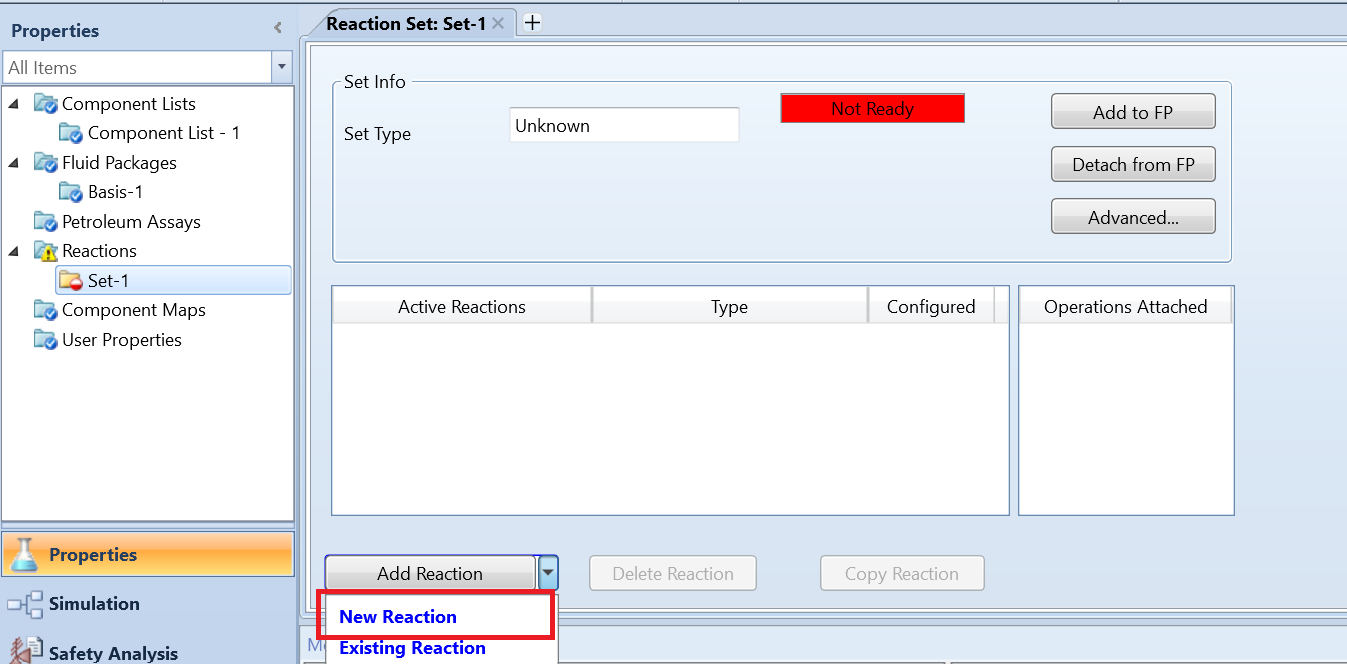 Properties
All Items
Component Lists
Component List - 1
Fluid Packages
Basis-1
Petroleum Assays
Reactions
Set-1
Component Maps
User Properties
Properties
Simulation
Safety Analysis
Reaction Set: Set-1
Set Info
Set Type
Unknown
Not Ready
Add to FP
Detach from FP
Advanced...
Active Reactions Type Configured
Operations Attached
Add Reaction
Delete Reaction
Copy Reaction
New Reaction
Existing Reaction